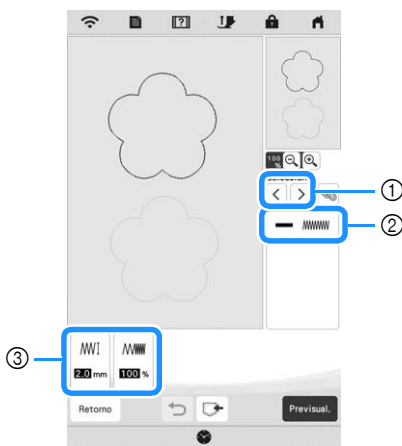 100 %
①
②
③
2.0 mm 100 %
Retorno
Previsual.